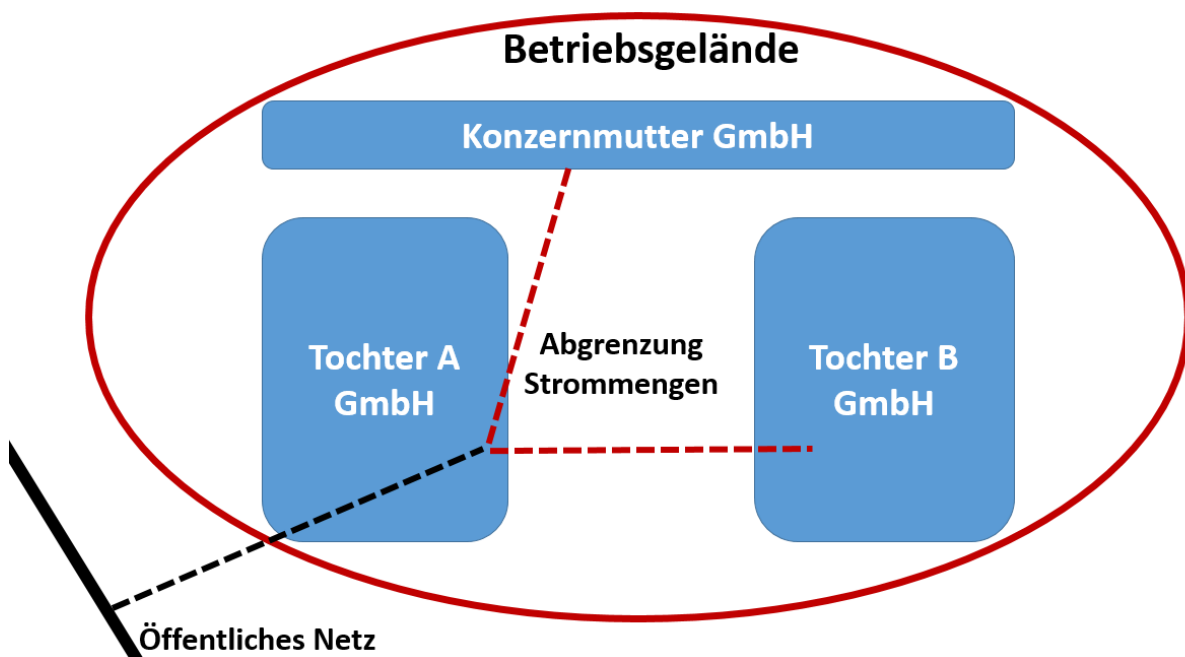 Betriebsgelände
Konzernmutter GmbH
Tochter A
GmbH
Abgrenzung
Strommengen
Tochter B
GmbH
Öffentliches Netz